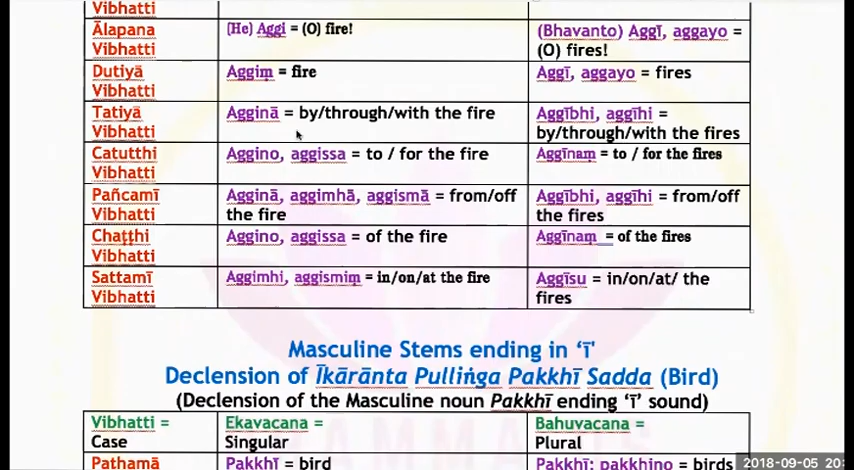 Vibhatti
Ālapana Vibhatti
(He) Aggi = (O) fire!
(Bhavanto) Aggī, aggayo =
(O) fires!
Dutiyā Vibhatti
Aggiṃ = fire
Aggī, aggayo = fires
Tatiyā Vibhatti
Agginā = by/through/with the fire
Aggībhi, aggīhi =
by/through/with the fires
Catutthi Vibhatti
Aggino, aggissa = to / for the fire
Aggīnaṃ = to / for the fires
Pañcamī Vibhatti
Agginā, aggimhā, aggismā = from/off
the fire
Aggībhi, aggīhi = from/off
the fires
Chaṭṭhi Vibhatti
Aggino, aggissa = of the fire
Aggīnaṃ = of the fires
Sattamī Vibhatti
Aggimhi, aggismiṃ = in/on/at the fire
Aggīsu = in/on/at/ the
fires
Masculine Stems ending in ‘ī'
Declension of Īkārānta Pulliṅga Pakkhī Sadda (Bird)
(Declension of the Masculine noun Pakkhī ending ‘ī’ sound)
Vibhatti =
Case
Ekavacana =
Singular
Bahuvacana =
Plural
Pathamā
Pakkhī = bird
Pakkhī; pakkhino = birds
2018-09-05 20: